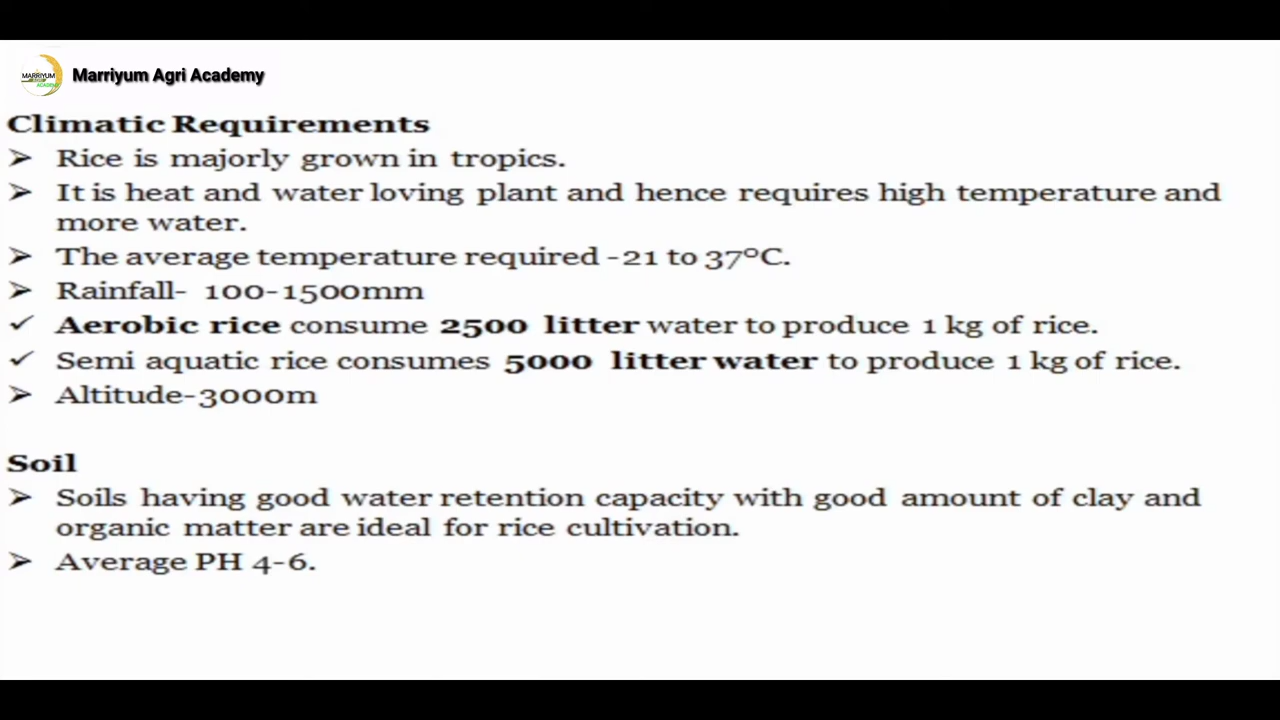 MARRIYUM
AGRI
ACADEMY
Marriyum Agri Academy
Climatic Requirements
➢ Rice is majorly grown in tropics.
➢ It is heat and water loving plant and hence requires high temperature and
more water.
➢ The average temperature required -21 to 37ºC.
➢ Rainfall- 100-1500mm
✓ Aerobic rice consume 2500 litter water to produce 1 kg of rice.
✓ Semi aquatic rice consumes 5000 litter water to produce 1 kg of rice.
➢ Altitude-3000m
Soil
➢ Soils having good water retention capacity with good amount of clay and
organic matter are ideal for rice cultivation.
➢ Average PH 4-6.